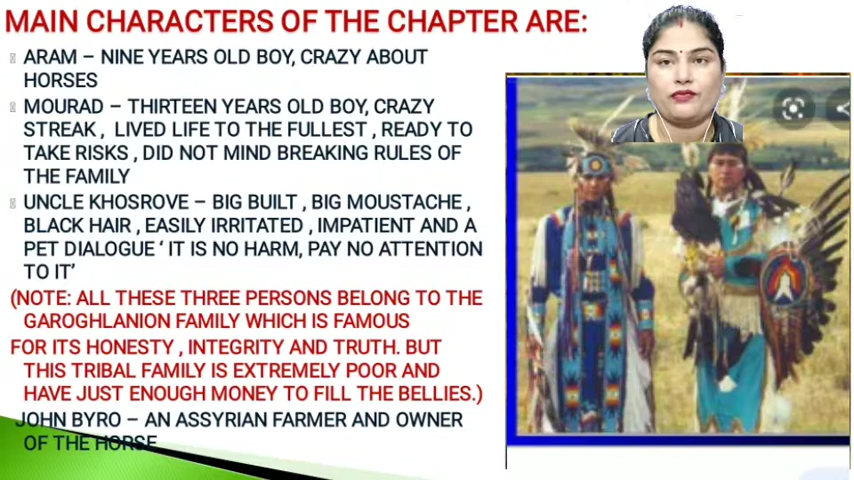 MAIN CHARACTERS OF THE CHAPTER ARE:
ARAM – NINE YEARS OLD BOY, CRAZY ABOUT
HORSES
MOURAD – THIRTEEN YEARS OLD BOY, CRAZY
STREAK , LIVED LIFE TO THE FULLEST , READY TO
TAKE RISKS , DID NOT MIND BREAKING RULES OF
THE FAMILY
UNCLE KHOSROVE – BIG BUILT , BIG MOUSTACHE ,
BLACK HAIR , EASILY IRRITATED , IMPATIENT AND A
PET DIALOGUE ‘ IT IS NO HARM, PAY NO ATTENTION
TO IT’
(NOTE: ALL THESE THREE PERSONS BELONG TO THE
GAROGHLANION FAMILY WHICH IS FAMOUS
FOR ITS HONESTY , INTEGRITY AND TRUTH. BUT
THIS TRIBAL FAMILY IS EXTREMELY POOR AND
HAVE JUST ENOUGH MONEY TO FILL THE BELLIES.)
JOHN BYRO – AN ASSYRIAN FARMER AND OWNER
OF THE HORSE